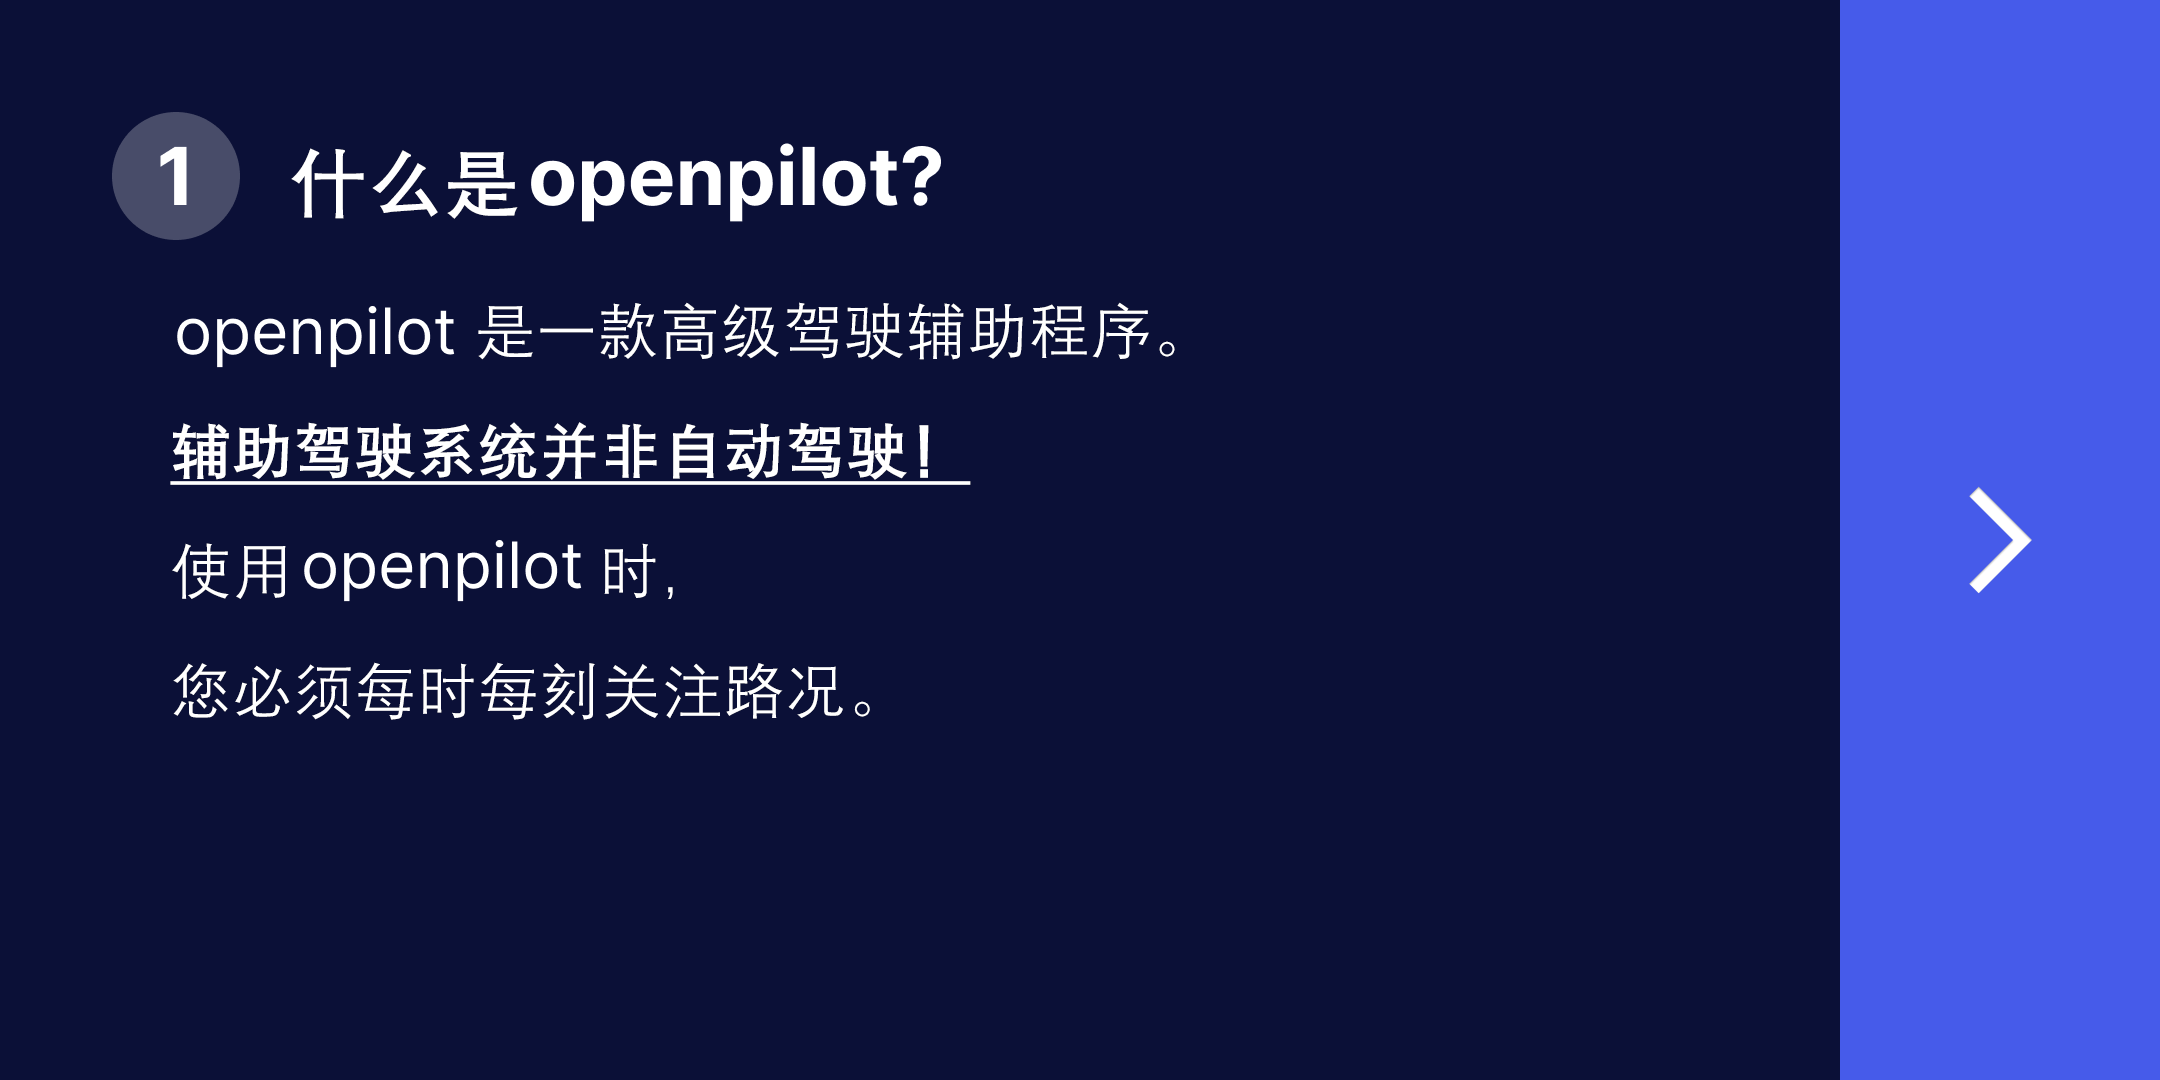 1 什么是openpilot?
openpilot 是一款高级驾驶辅助程序。
辅助驾驶系统并非自动驾驶！
使用openpilot 时，
您必须每时每刻关注路况。